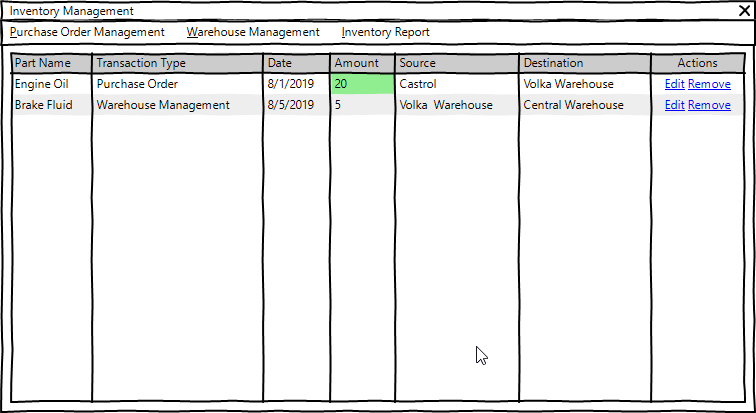 Inventory Management
Purchase Order Management Warehouse Management Inventory Report
Part Name Transaction Type Date Amount Source Destination Actions
Engine Oil Purchase Order 8/1/2019 20 Castrol Volka Warehouse Edit Remove
Brake Fluid Warehouse Management 8/5/2019 5 Volka Warehouse Central Warehouse Edit Remove